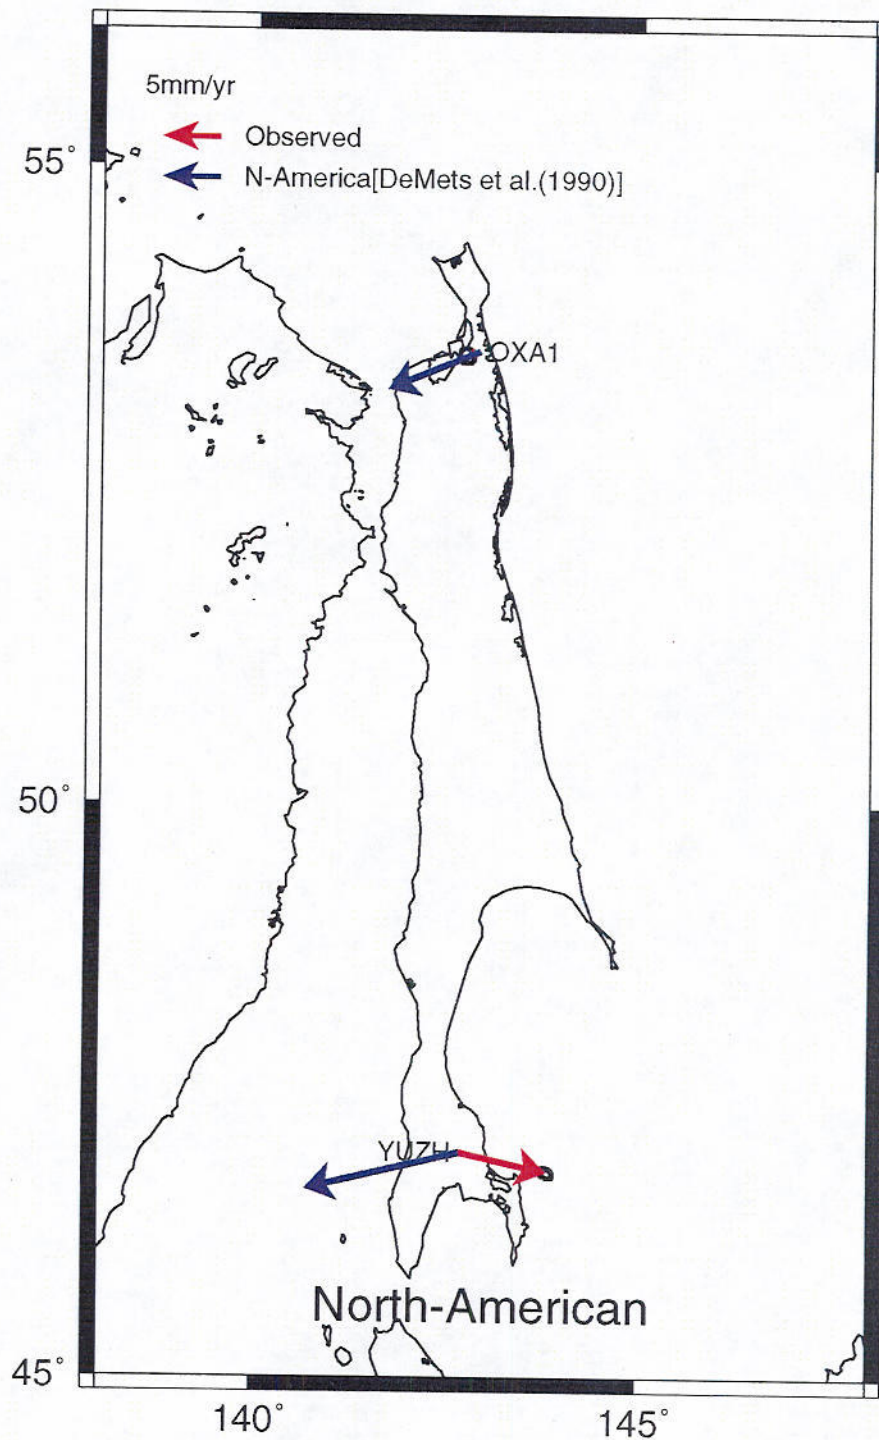 5mm/yr
Observed
N-America[DeMets et al.(1990)]
55°
OXA1
50°
YUZH
North-American
45°
140°
145°